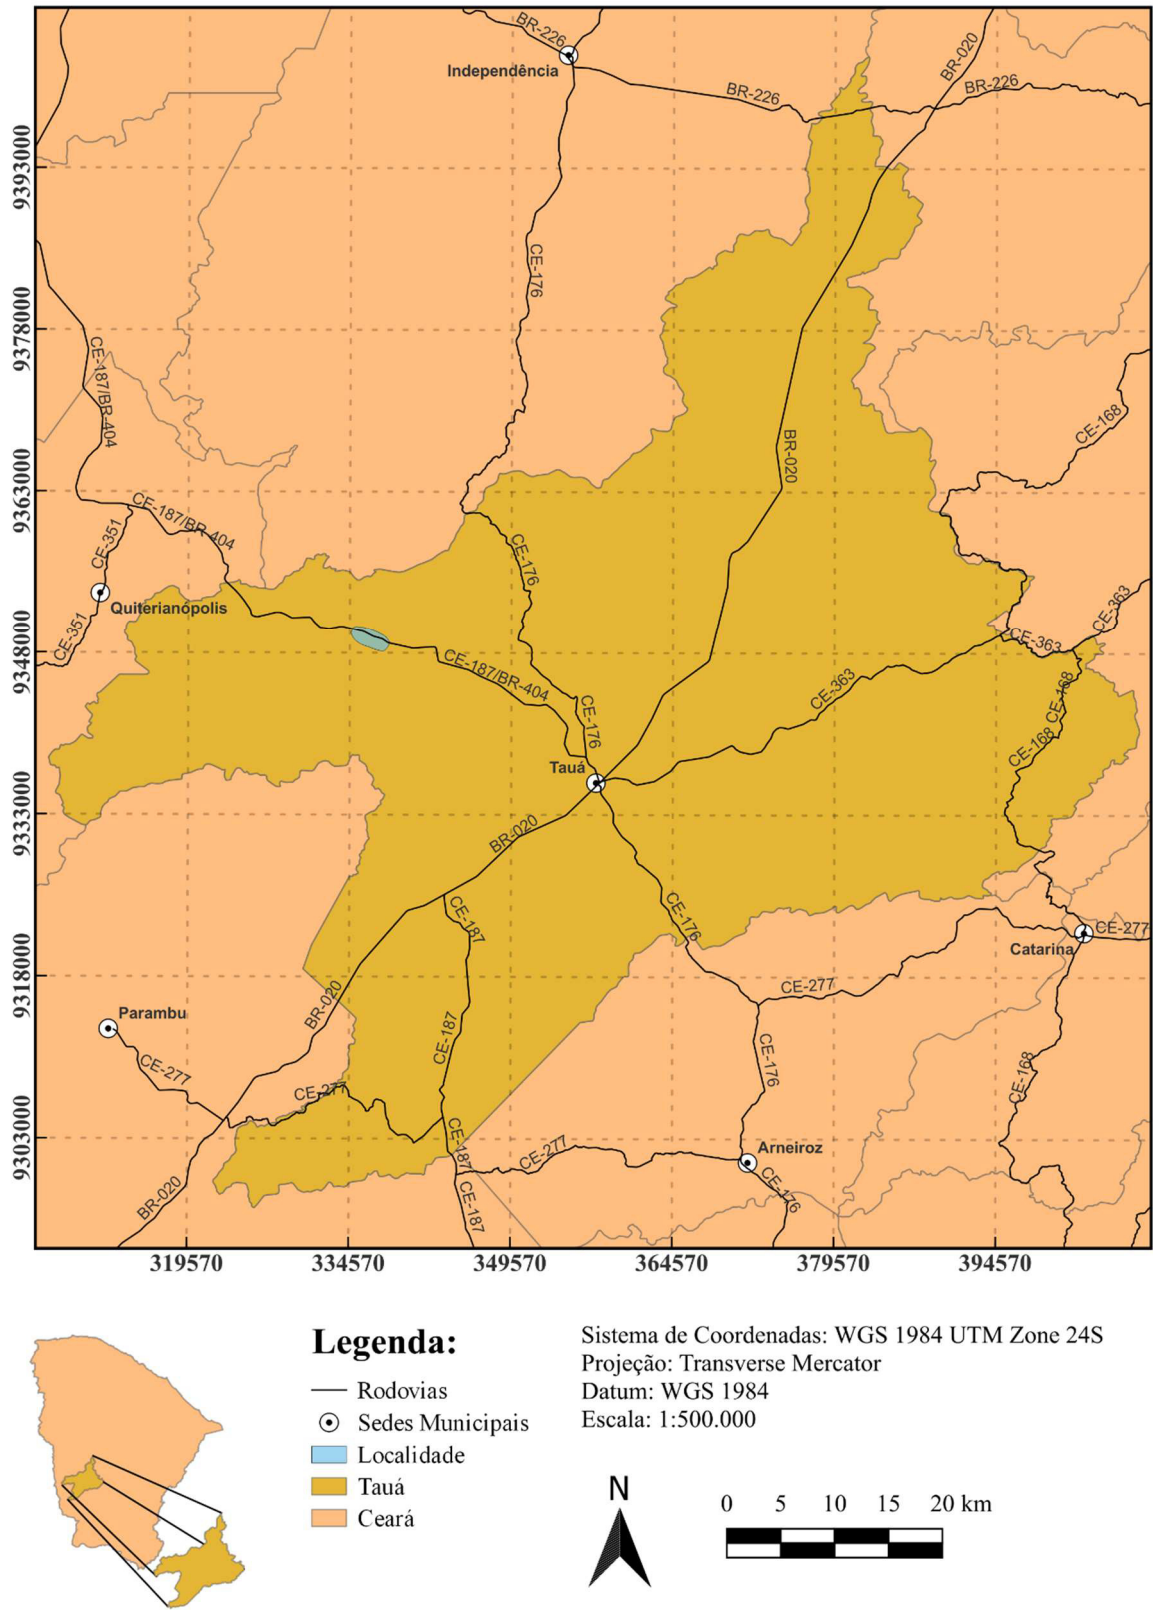 BR-226
BR-020
Independência
BR-226
BR-226
9393000
CE-176
9378000
CE-187/BR-404
CE-168
BR-020
9363000
CE-187/BR-404
CE-351
CE-176
Quiterianópolis
CE-363
CE-351
CE-363
9348000
CE-187/BR-404
CE-363
CE-168
CE-176
CE-168
Tauá
9333000
BR-020
CE-187
CE-176
CE-277
Catarina
9318000
CE-277
BR-020
Parambu
CE-187
CE-176
CE-277
CE-277
CE-168
9303000
CE-187
CE-277
Arneiroz
CE-176
BR-020
CE-187
319570 334570 349570 364570 379570 394570
Legenda:
Rodovias
Sedes Municipais
Localidade
Tauá
Ceará
Sistema de Coordenadas: WGS 1984 UTM Zone 24S
Projeção: Transverse Mercator
Datum: WGS 1984
Escala: 1:500.000
N
0 5 10 15 20 km